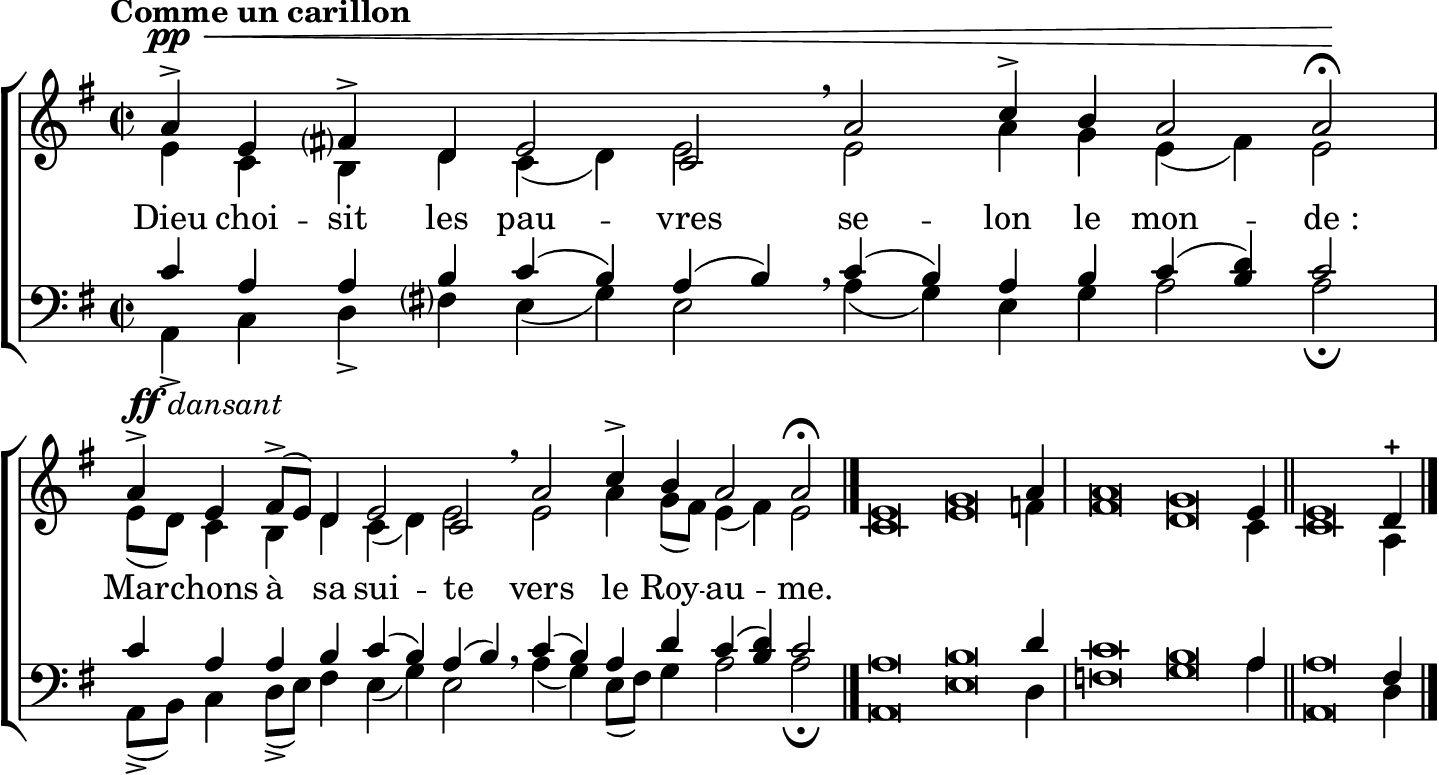 Comme un carillon
pp
Dieu choi - sit les pau - vres se - lon le mon - de :
ff dansant
Marchons à sa sui - te vers le Roy - au - me.